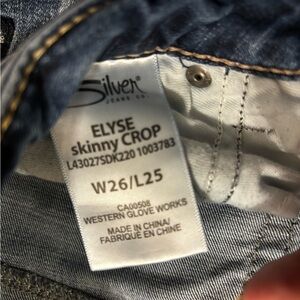 Silver
JEANS CO.
ELYSE
skinny CROP
L43027SDK220 1003783
W26/L25
CA00508
WESTERN GLOVE WORKS
MADE IN CHINA/
FABRIQUÉ EN CHINE